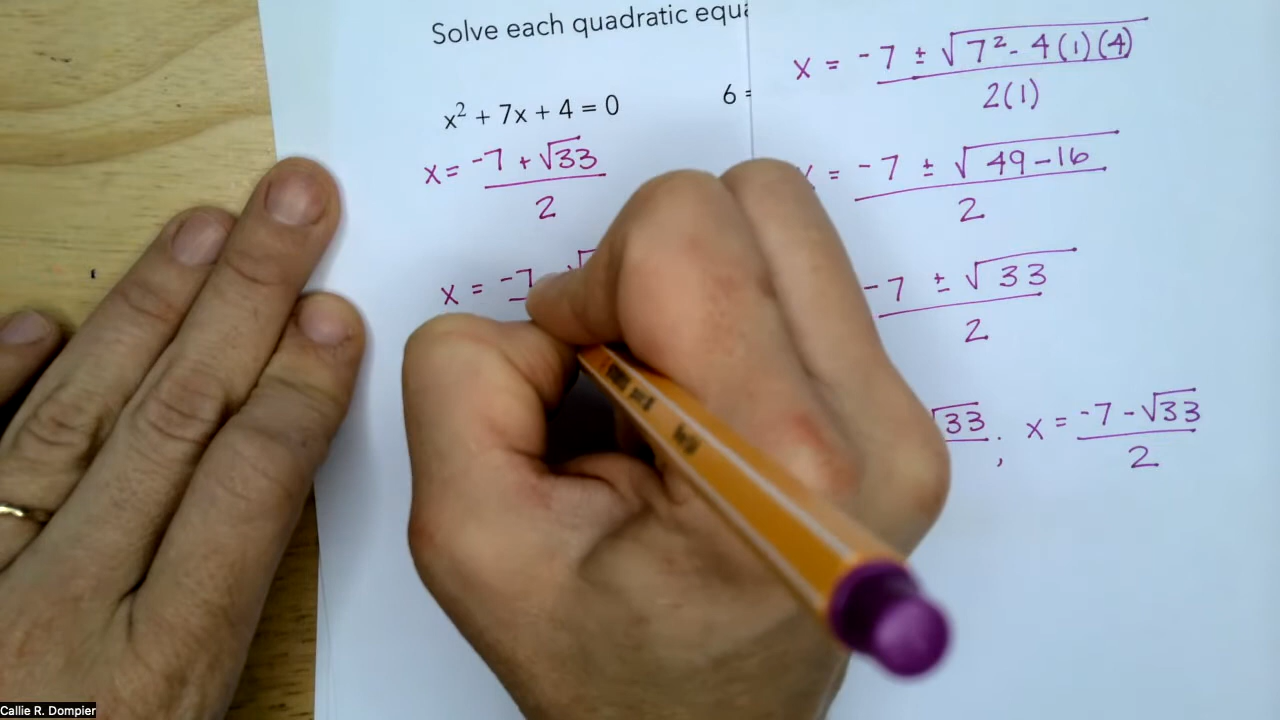 Solve each quadratic equa
x² + 7x + 4 = 0
6 =
x = -7 + √33
2
x = -7
x = -7 ± √7² - 4(1)(4)
2(1)
= -7 ± √49-16
2
-7 ± √33
2
√33 ; x = -7 - √33
2
Callie R. Dompier